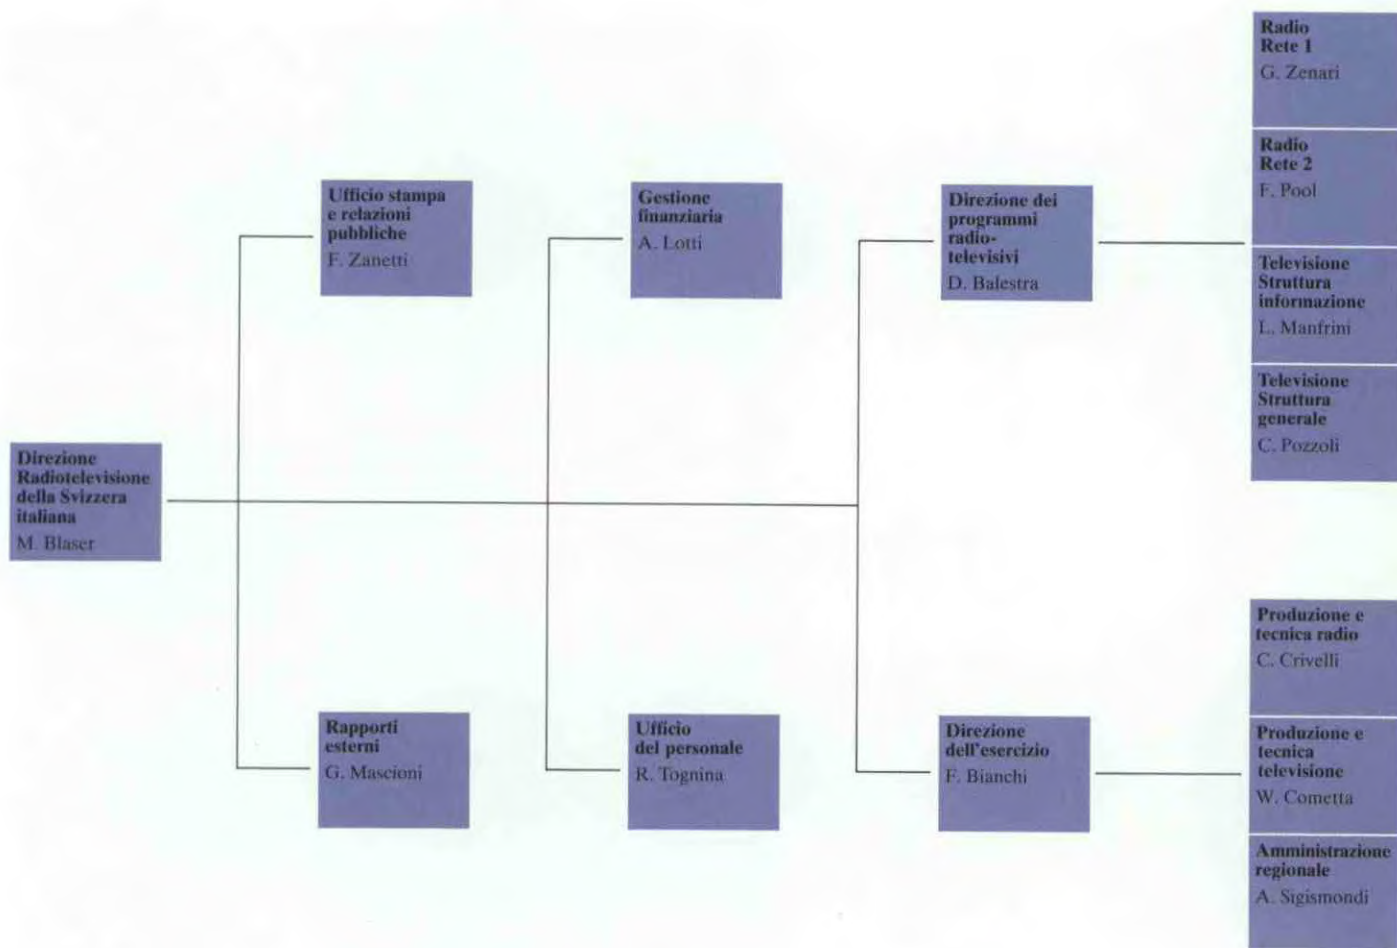 Direzione
Radiotelevisione
della Svizzera
italiana
M. Blaser
Ufficio stampa
e relazioni
pubbliche
F. Zanetti
Rapporti
esterni
G. Mascioni
Gestione
finanziaria
A. Lotti
Ufficio
del personale
R. Tognina
Direzione dei
programmi
radio-
televisivi
D. Balestra
Direzione
dell'esercizio
F. Bianchi
Radio
Rete 1
G. Zenari
Radio
Rete 2
F. Pool
Televisione
Struttura
informazione
L. Manfrini
Televisione
Struttura
generale
C. Pozzoli
Produzione e
tecnica radio
C. Crivelli
Produzione e
tecnica
televisione
W. Cometta
Amministrazione
regionale
A. Sigismondi